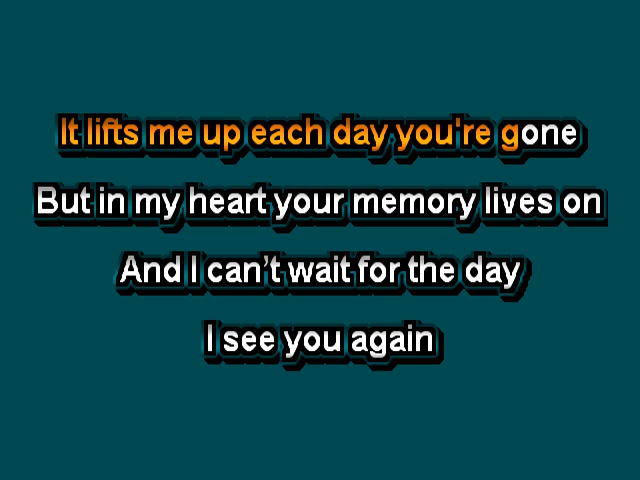 It lifts me up each day you're gone
But in my heart your memory lives on
And I can’t wait for the day
I see you again